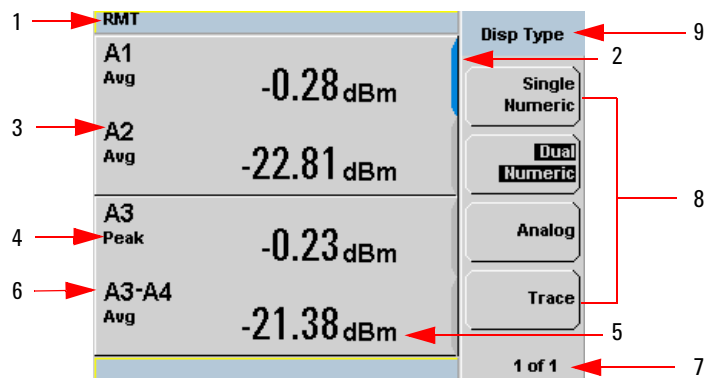 RMT
1
Disp Type
9
A1
2
Avg
-0.28 dBm
Single
Numeric
3
A2
Avg
-22.81 dBm
Dual
Numeric
8
A3
4
Peak
-0.23 dBm
Analog
6
A3-A4
Avg
-21.38 dBm
5
Trace
1 of 1
7